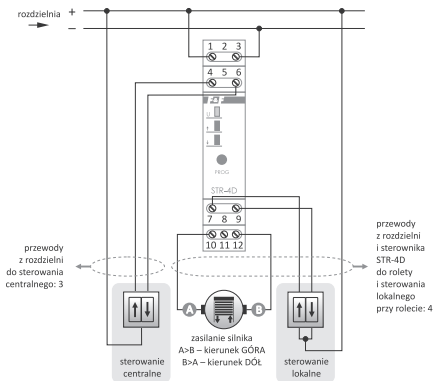 rozdzielnia
+
−
1 2 3
4 5 6
F&F
U
↑
↓
PROG
STR-4D
7 8 9
10 11 12
przewody
z rozdzielni
do sterowania
centralnego: 3
przewody
z rozdzielni
i sterownika
STR-4D
do rolety
i sterowania
lokalnego
przy rolecie: 4
A
B
sterowanie
centralne
zasilanie silnika
A>B – kierunek GÓRA
B>A – kierunek DÓŁ
sterowanie
lokalne